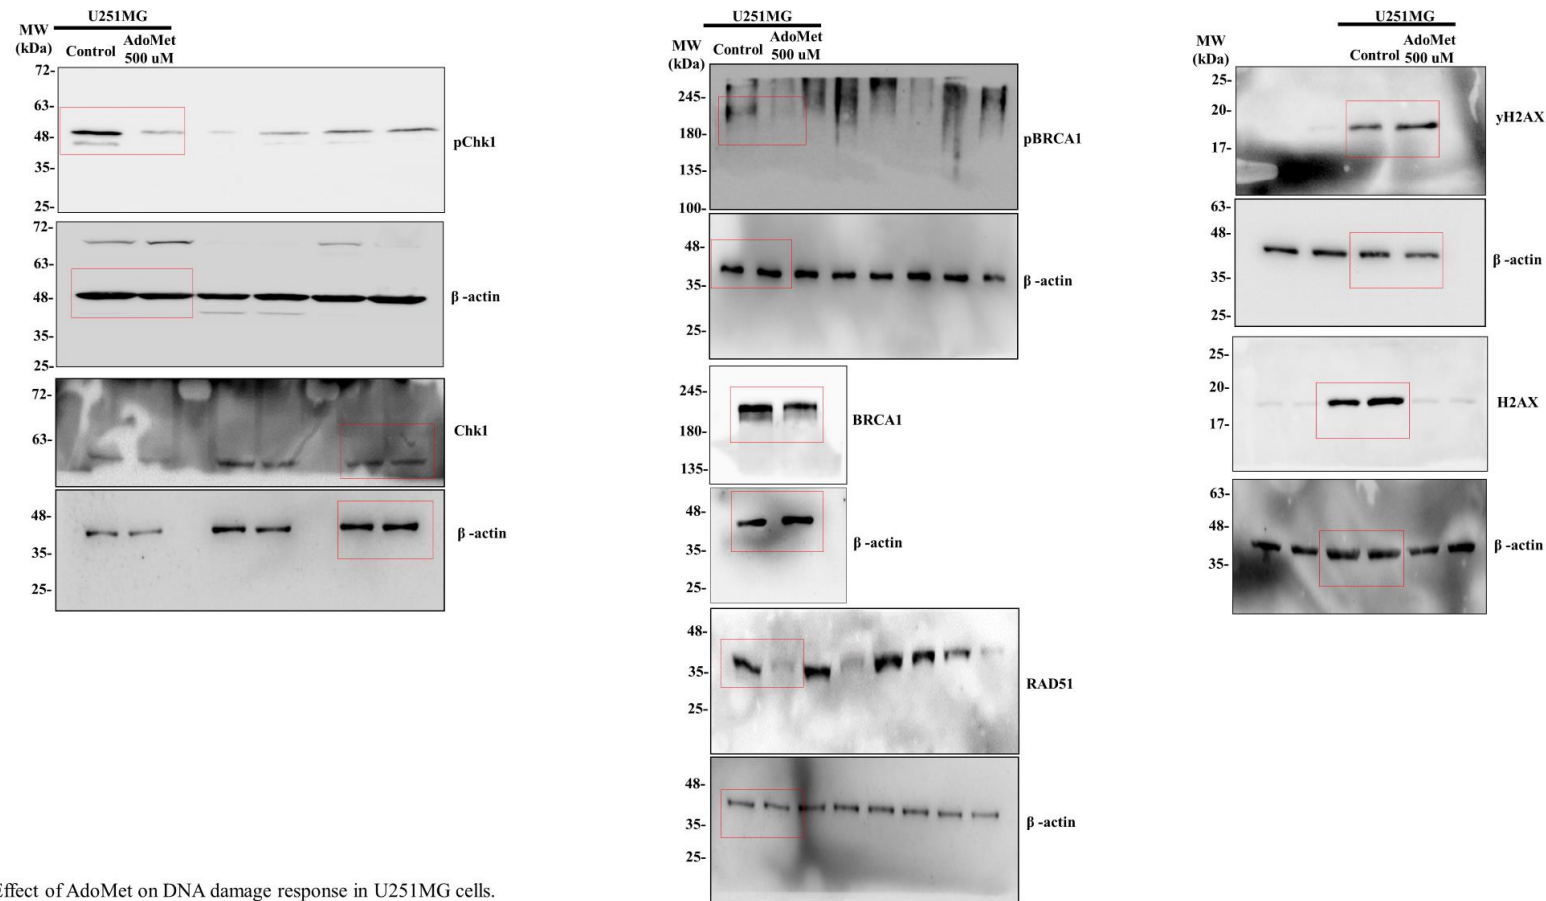 U251MG
MW
(kDa)
Control
AdoMet
500 uM
72-
63-
48-
35-
25-
pChk1
72-
63-
48-
35-
25-
β -actin
72-
63-
Chk1
48-
35-
25-
β -actin
U251MG
MW
(kDa)
Control
AdoMet
500 uM
245-
180-
135-
100-
pBRCA1
48-
35-
25-
β -actin
245-
180-
135-
BRCA1
48-
35-
25-
β -actin
48-
35-
25-
RAD51
48-
35-
25-
β -actin
U251MG
MW
(kDa)
Control
AdoMet
500 uM
25-
20-
17-
yH2AX
63-
48-
35-
25-
β -actin
25-
20-
17-
H2AX
63-
48-
35-
β -actin
Effect of AdoMet on DNA damage response in U251MG cells.